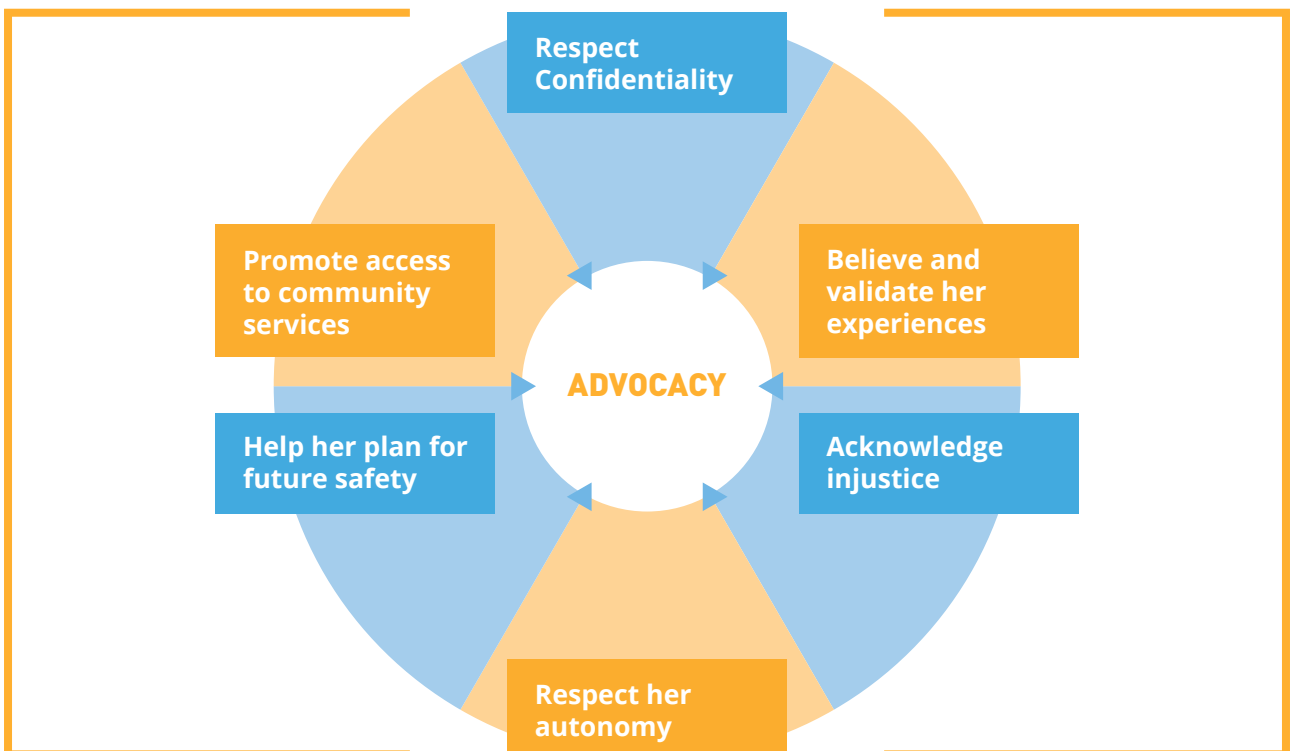 Respect
Confidentiality
Believe and
validate her
experiences
Acknowledge
injustice
Respect her
autonomy
Help her plan for
future safety
Promote access
to community
services
ADVOCACY